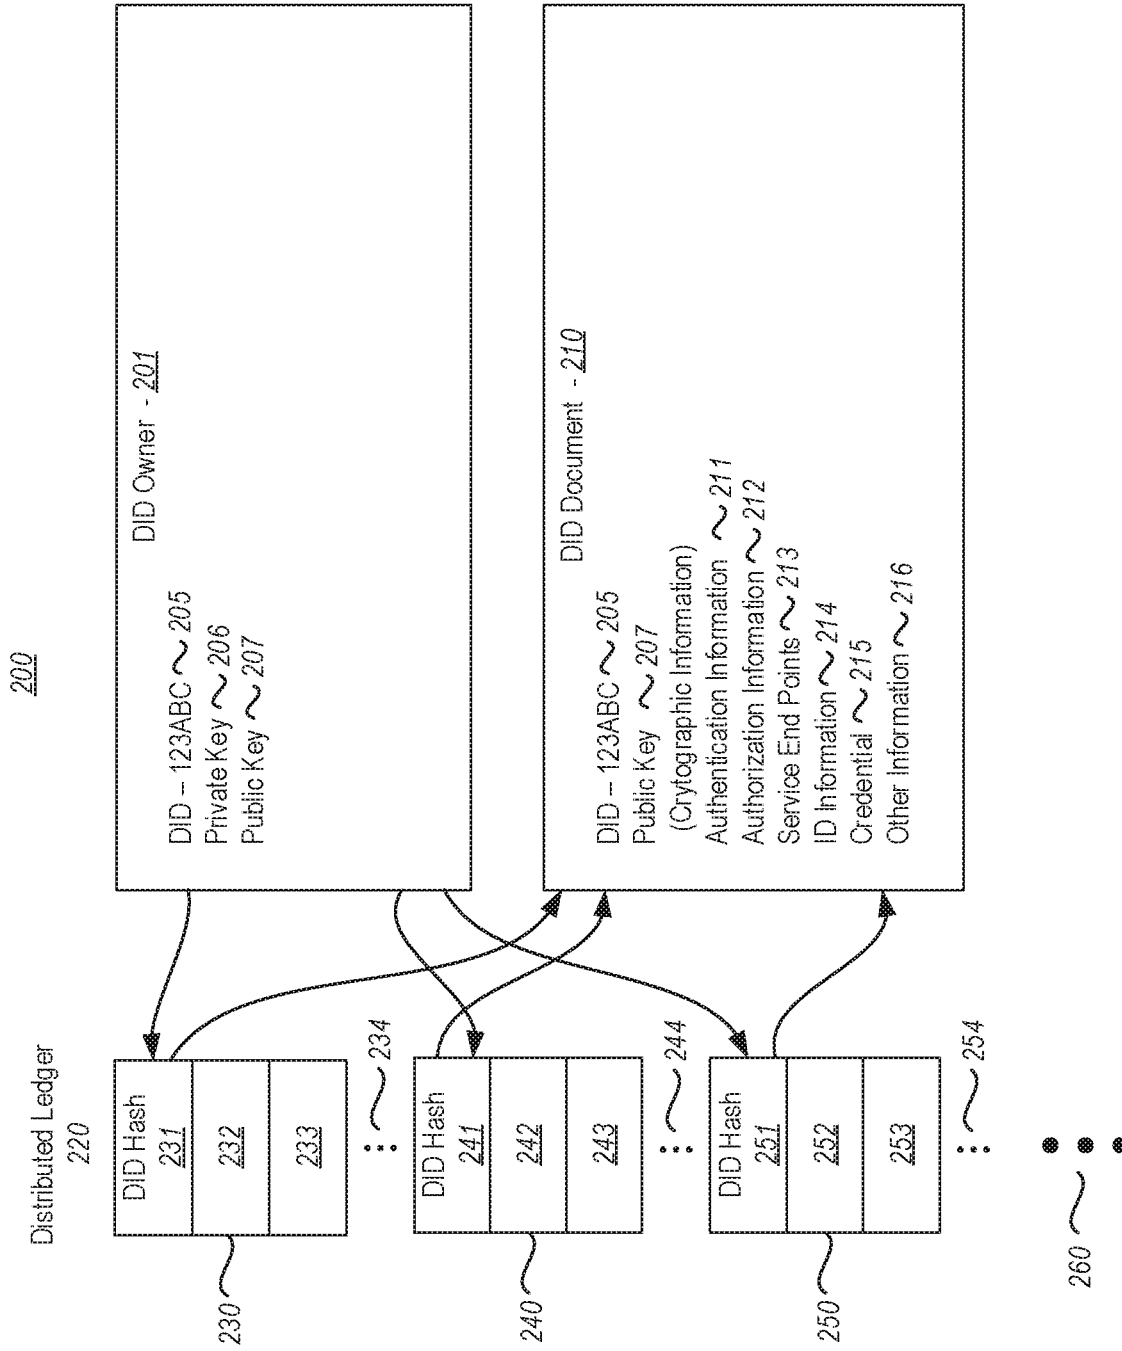 200
Distributed Ledger
220
DID Hash
231
232
233
234
230
DID Hash
241
242
243
244
240
DID Hash
251
252
253
254
250
260
DID Owner - 201
DID – 123ABC 205
Private Key 206
Public Key 207
DID Document - 210
DID – 123ABC 205
Public Key 207
(Crytographic Information)
Authentication Information 211
Authorization Information 212
Service End Points 213
ID Information 214
Credential 215
Other Information 216